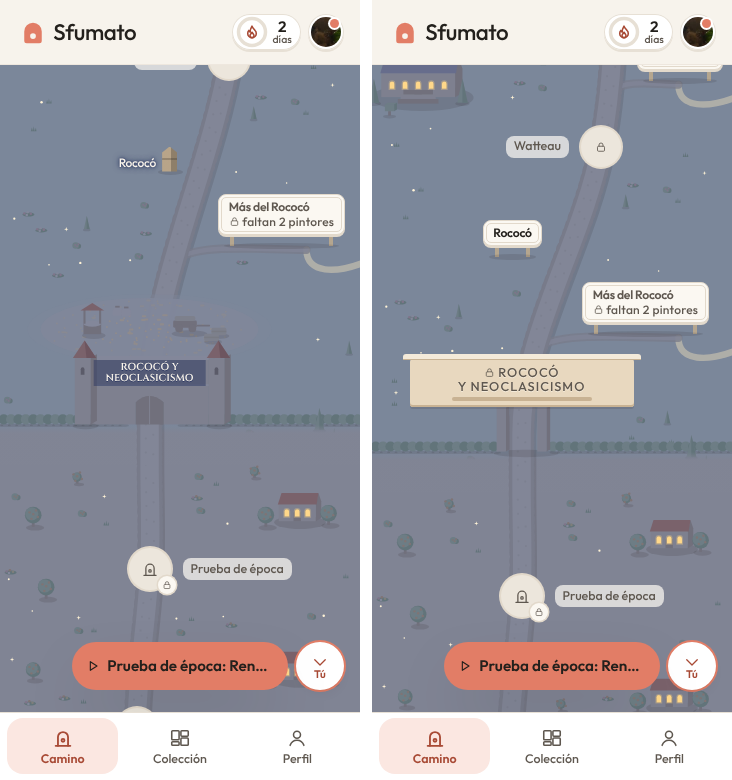 Sfumato
2
días
Rococó
Más del Rococó
faltan 2 pintores
ROCOCÓ Y
NEOCLASICISMO
Prueba de época
Prueba de época: Ren...
Tú
Camino
Colección
Perfil
Sfumato
2
días
Watteau
Rococó
Más del Rococó
faltan 2 pintores
ROCOCÓ
Y NEOCLASICISMO
Prueba de época
Prueba de época: Ren...
Tú
Camino
Colección
Perfil